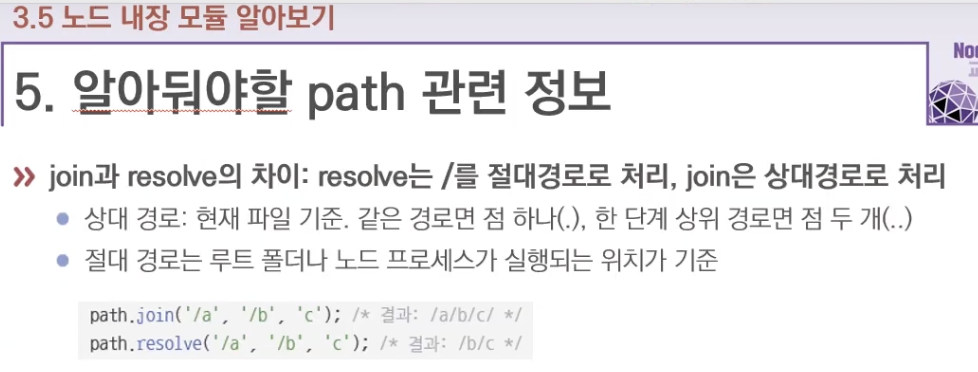 3.5 노드 내장 모듈 알아보기
5. 알아둬야할 path 관련 정보
» join과 resolve의 차이: resolve는 /를 절대경로로 처리, join은 상대경로로 처리
• 상대 경로: 현재 파일 기준. 같은 경로면 점 하나(.), 한 단계 상위 경로면 점 두 개(..)
• 절대 경로는 루트 폴더나 노드 프로세스가 실행되는 위치가 기준
path.join('/a', '/b', 'c'); /* 결과: /a/b/c/ */
path.resolve('/a', '/b', 'c'); /* 결과: /b/c */